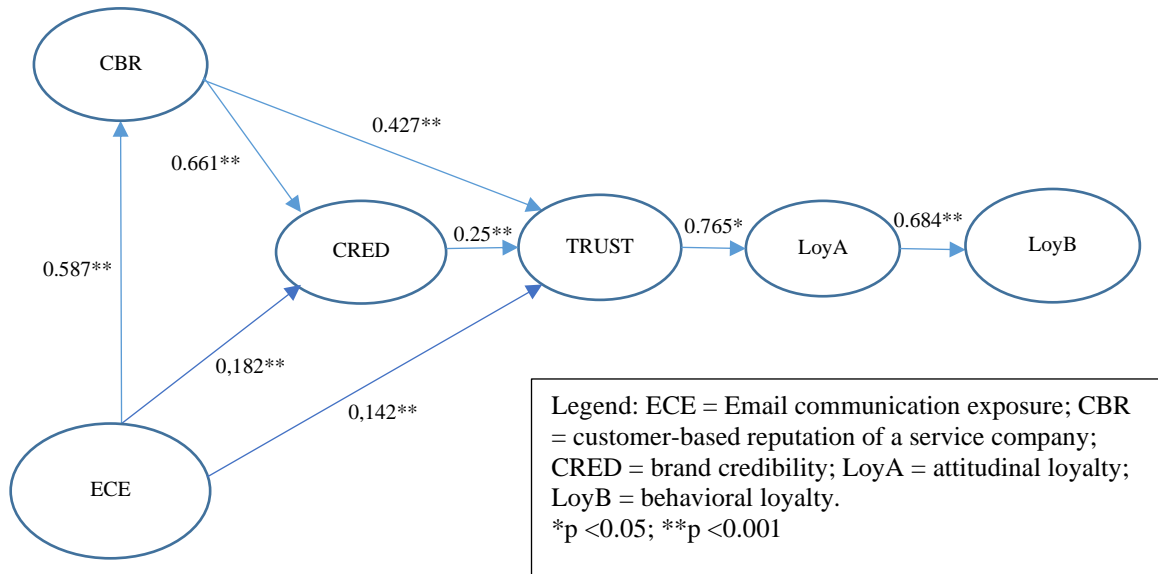 CBR
0.427**
0.661**
CRED
0.25**
TRUST
0.765*
LoyA
0.684**
LoyB
0.587**
0,182**
0,142**
ECE
Legend: ECE = Email communication exposure; CBR
= customer-based reputation of a service company;
CRED = brand credibility; LoyA = attitudinal loyalty;
LoyB = behavioral loyalty.
*p <0.05; **p <0.001